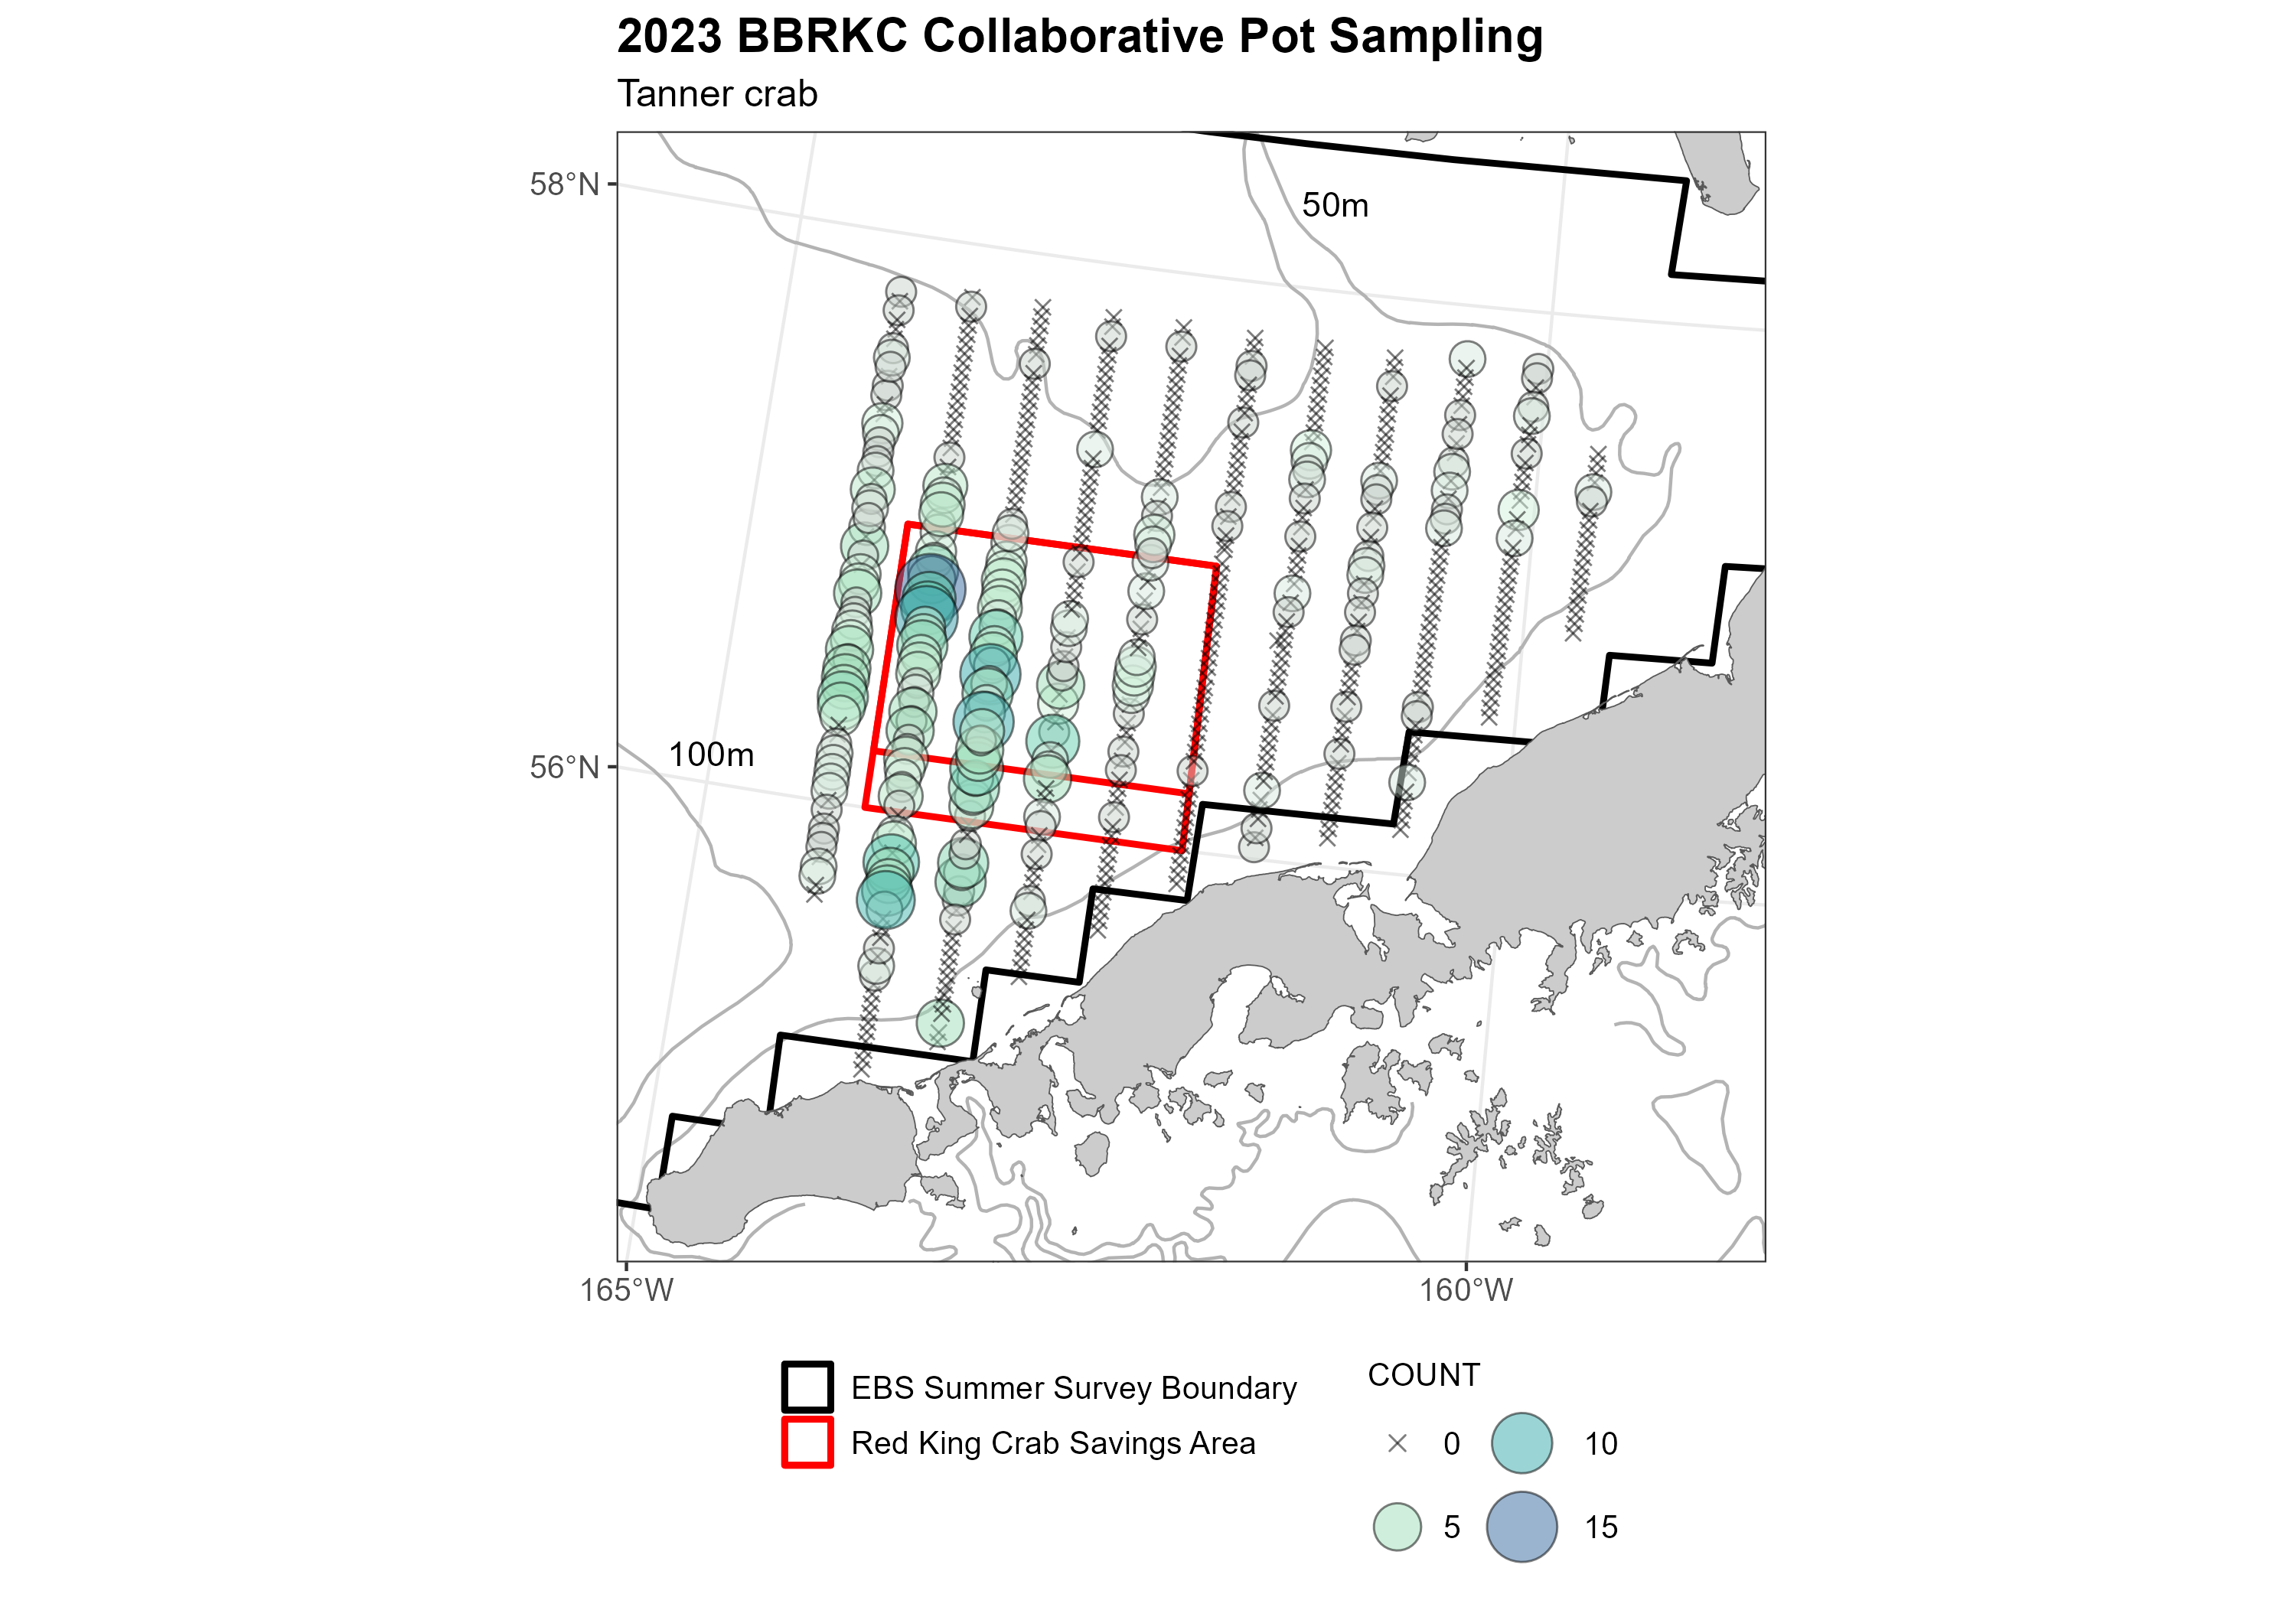 2023 BBRKC Collaborative Pot Sampling
Tanner crab
58°N
50m
56°N
100m
165°W
160°W
EBS Summer Survey Boundary
Red King Crab Savings Area
COUNT
0
10
5
15